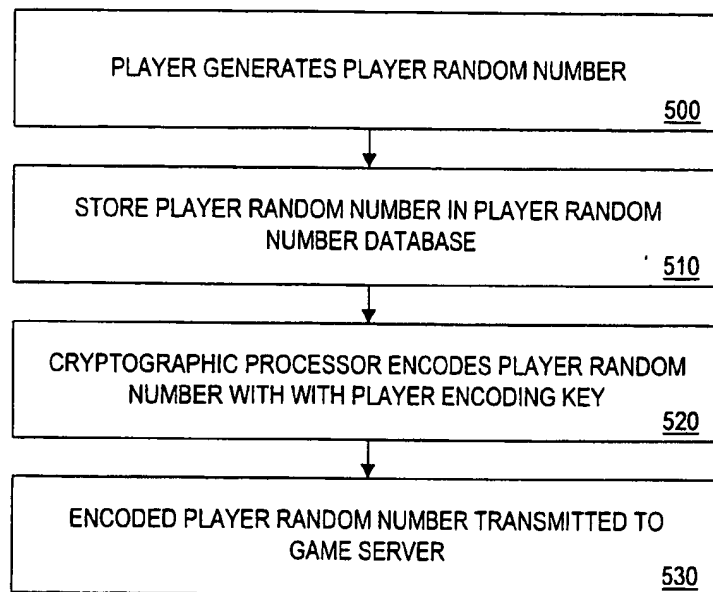 PLAYER GENERATES PLAYER RANDOM NUMBER
500
STORE PLAYER RANDOM NUMBER IN PLAYER RANDOM
NUMBER DATABASE
510
CRYPTOGRAPHIC PROCESSOR ENCODES PLAYER RANDOM
NUMBER WITH WITH PLAYER ENCODING KEY
520
ENCODED PLAYER RANDOM NUMBER TRANSMITTED TO
GAME SERVER
530